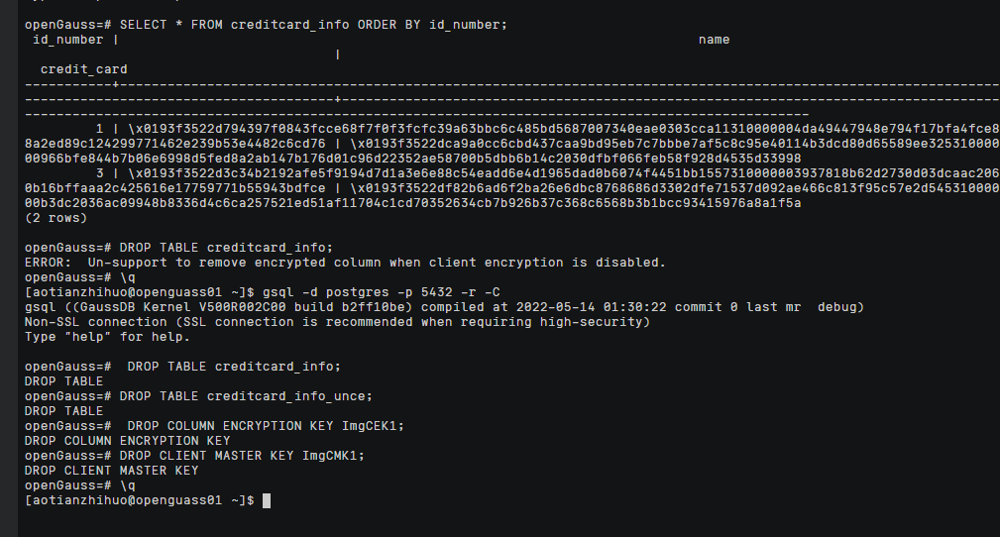 openGauss=# SELECT * FROM creditcard_info ORDER BY id_number;
id_number | name
|
credit_card
-----------+---------------------------------------------------------------------------------------
---------------------------------------+-----------------------------------------------------------------------------------
---------------------------------------------------------------------------------------------------
1 | \x0193f3522d794397f0843fcce68f7f0f3fcfc39a63bbc6c485bd5687007340eae0303cca11310000004da49447948e794f17bfa4fce8
8a2ed89c124299771462e239b53e4482c6cd76 | \x0193f3522dca9a0cc6cbd437caa9bd95eb7c7bbbe7af5c8c95e40114b3dcd80d65589ee325310000
00966bfe844b7b06e6998d5fed8a2ab147b176d01c96d22352ae58700b5dbb6b14c2030dfbf066feb58f928d4535d33998
3 | \x0193f3522d3c34b2192afe5f9194d7d1a3e6e88c54eadd6e4d1965dad0b6074f4451bb1557310000003937818b62d2730d03dcaac206
0b16bffaaa2c425616e17759771b55943bdfce | \x0193f3522df82b6ad6f2ba26e6dbc8768686d3302dfe71537d092ae466c813f95c57e2d545310000
00b3dc2036ac09948b8336d4c6ca257521ed51af11704c1cd70352634cb7b926b37c368c6568b3b1bcc93415976a8a1f5a
(2 rows)
openGauss=# DROP TABLE creditcard_info;
ERROR:  Un-support to remove encrypted column when client encryption is disabled.
openGauss=# \q
[aotianzhihuo@openguass01 ~]$ gsql -d postgres -p 5432 -r -C
gsql ((GaussDB Kernel V500R002C00 build b2ff10be) compiled at 2022-05-14 01:30:22 commit 0 last mr  debug)
Non-SSL connection (SSL connection is recommended when requiring high-security)
Type "help" for help.
openGauss=#  DROP TABLE creditcard_info;
DROP TABLE
openGauss=# DROP TABLE creditcard_info_unce;
DROP TABLE
openGauss=#  DROP COLUMN ENCRYPTION KEY ImgCEK1;
DROP COLUMN ENCRYPTION KEY
openGauss=# DROP CLIENT MASTER KEY ImgCMK1;
DROP CLIENT MASTER KEY
openGauss=# \q
[aotianzhihuo@openguass01 ~]$